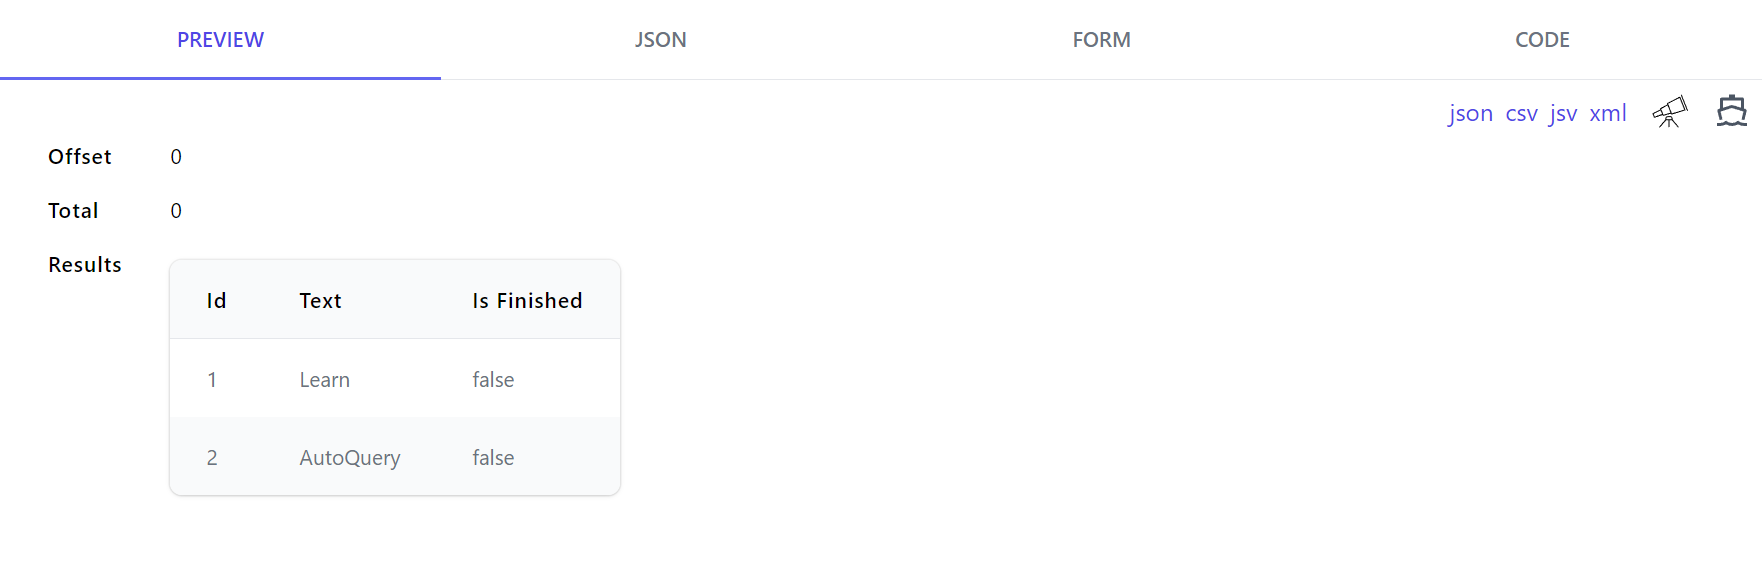 PREVIEW JSON FORM CODE
json csv jsv xml
Offset 0
Total 0
Results
Id Text Is Finished
1 Learn false
2 AutoQuery false